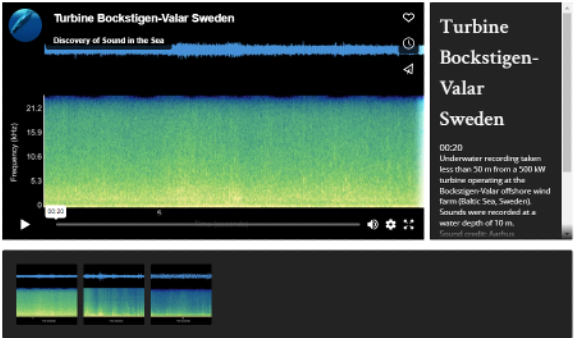 Turbine Bockstigen-Valar Sweden
Discovery of Sound in the Sea
Frequency (kHz)
21.2
15.9
10.6
5.3
0
00:20
5
Turbine
Bockstigen-
Valar
Sweden
00:20
Underwater recording taken
less than 50 m from a 500 kW
turbine operating at the
Bockstigen-Valar offshore wind
farm (Baltic Sea, Sweden).
Sounds were recorded at a
water depth of 10 m.
Sound credit: Aarhus